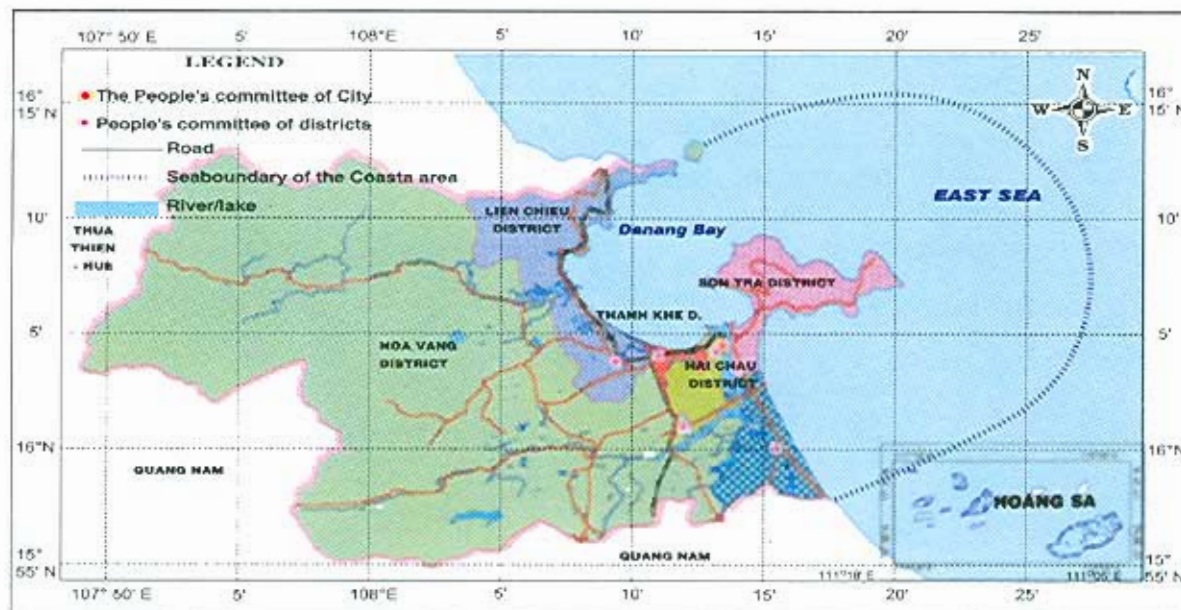 107° 50' E 5' 108°E 5' 10' 15' 20' 25'
LEGEND
The People's committee of City
People's committee of districts
Road
Seaboundary of the Coasta area
River/lake
16°
15'
N
W E
S
16°
15'
EAST SEA
10'
LIEN CHIEU
DISTRICT
Danang Bay
10'
THUA
THIEN
- HUE
SON TRA DISTRICT
THANH KHE D.
5'
HOA VANG
DISTRICT
HAI CHAU
DISTRICT
5'
16°N
16°N
QUANG NAM
HOANG SA
QUANG NAM
15°
55' N
15°
55' N
107° 50' E 5' 108°E 5' 10' 15' 20' 25'